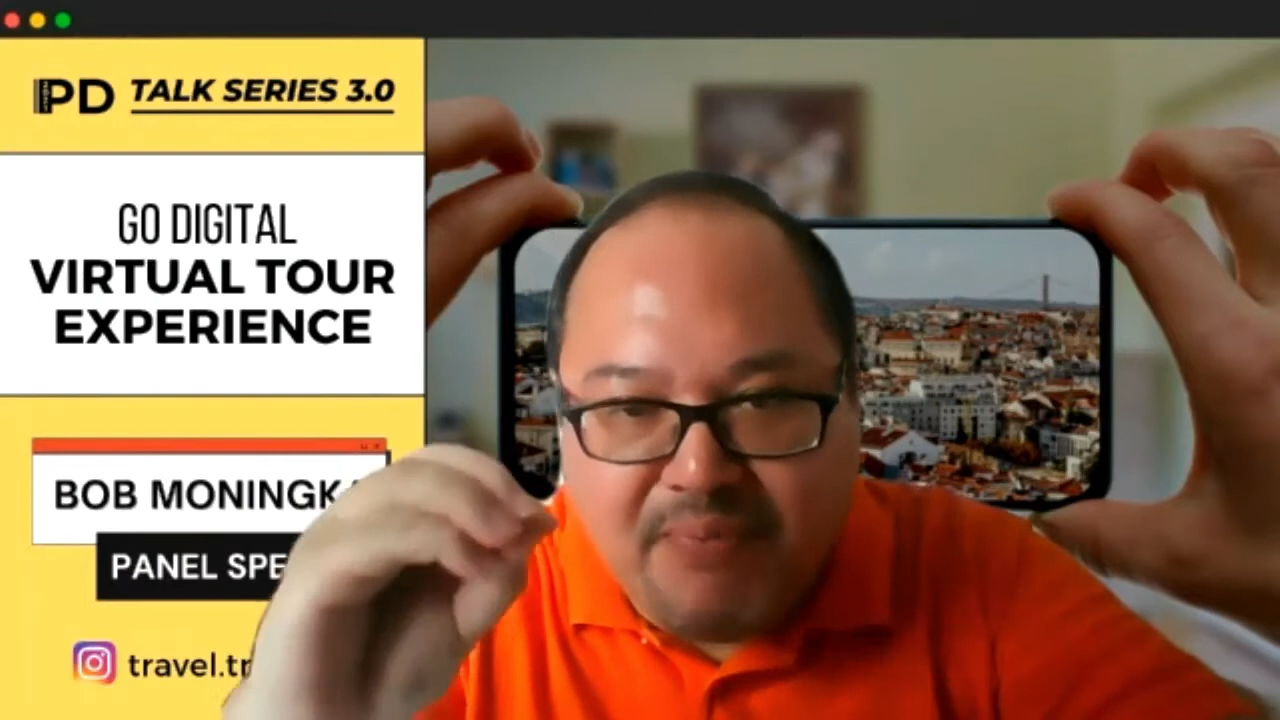 PD TALK SERIES 3.0
GO DIGITAL
VIRTUAL TOUR
EXPERIENCE
BOB MONINGK
PANEL SPE
travel.tr